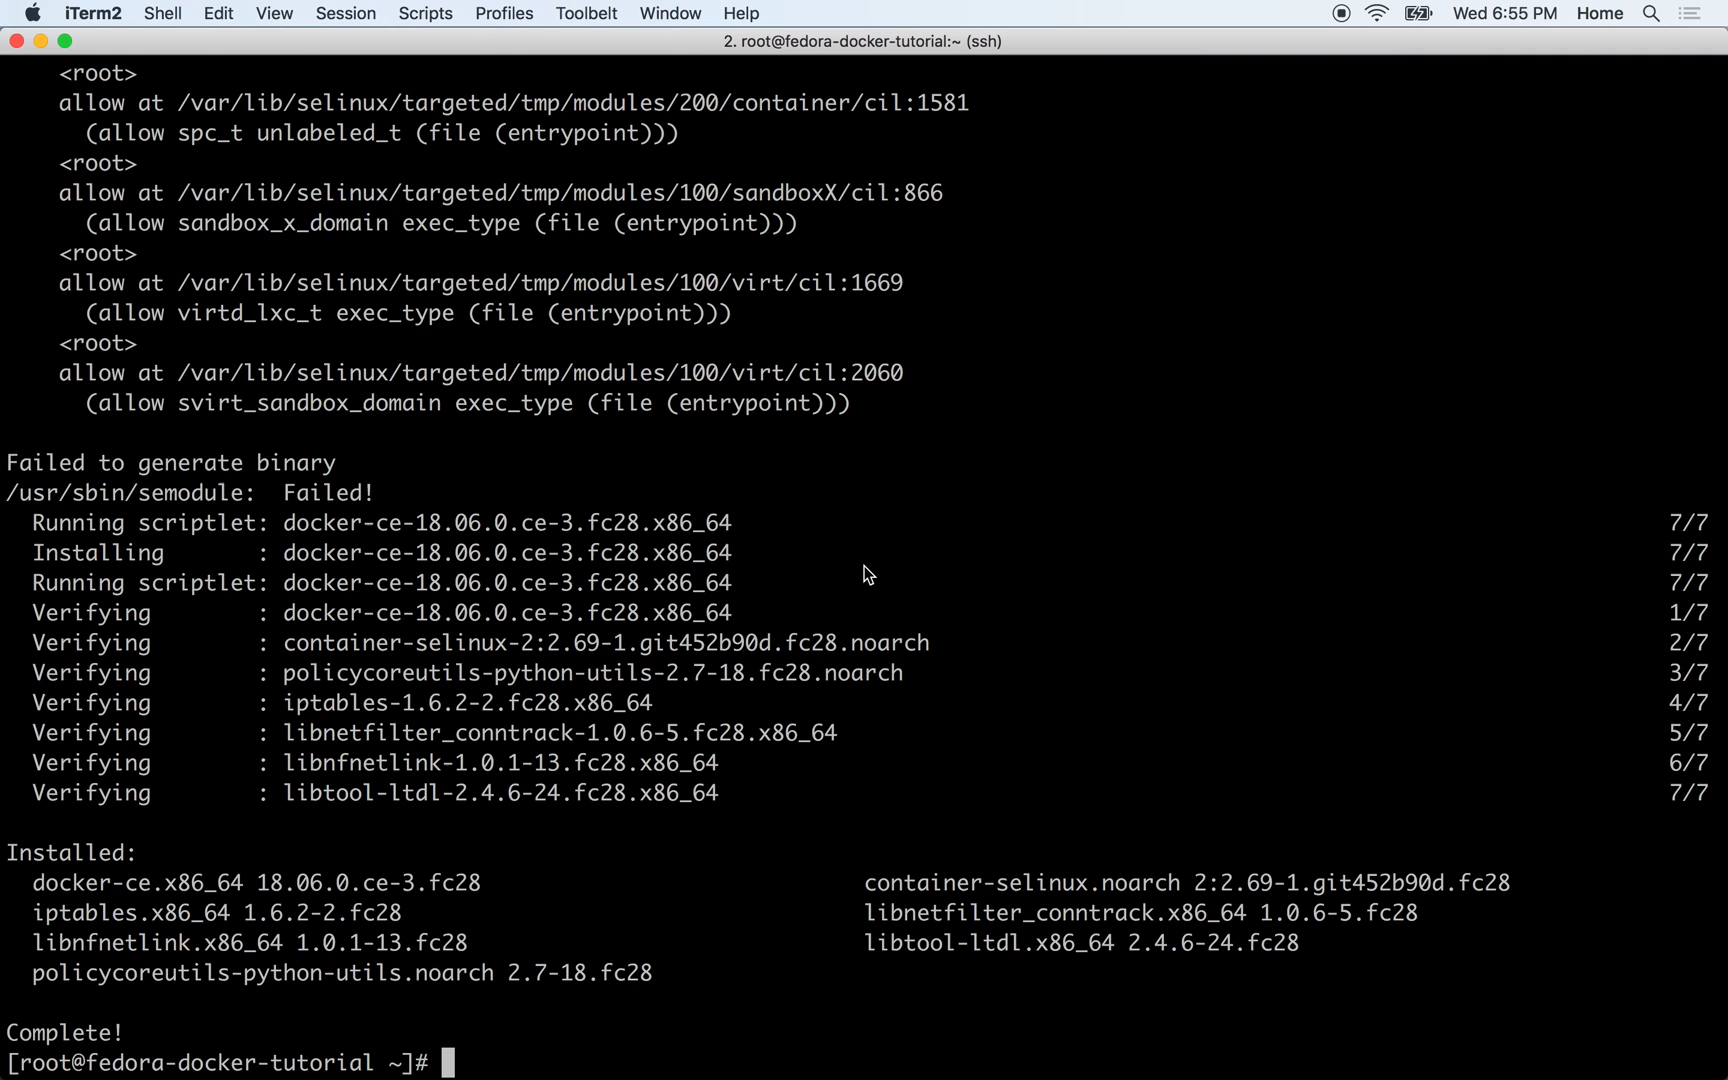 iTerm2 Shell Edit View Session Scripts Profiles Toolbelt Window Help Wed 6:55 PM Home
2. root@fedora-docker-tutorial:~ (ssh)
<root>
allow at /var/lib/selinux/targeted/tmp/modules/200/container/cil:1581
(allow spc_t unlabeled_t (file (entrypoint)))
<root>
allow at /var/lib/selinux/targeted/tmp/modules/100/sandboxX/cil:866
(allow sandbox_x_domain exec_type (file (entrypoint)))
<root>
allow at /var/lib/selinux/targeted/tmp/modules/100/virt/cil:1669
(allow virtd_lxc_t exec_type (file (entrypoint)))
<root>
allow at /var/lib/selinux/targeted/tmp/modules/100/virt/cil:2060
(allow svirt_sandbox_domain exec_type (file (entrypoint)))
Failed to generate binary
/usr/sbin/semodule:  Failed!
Running scriptlet: docker-ce-18.06.0.ce-3.fc28.x86_64 7/7
Installing : docker-ce-18.06.0.ce-3.fc28.x86_64 7/7
Running scriptlet: docker-ce-18.06.0.ce-3.fc28.x86_64 7/7
Verifying : docker-ce-18.06.0.ce-3.fc28.x86_64 1/7
Verifying : container-selinux-2:2.69-1.git452b90d.fc28.noarch 2/7
Verifying : policycoreutils-python-utils-2.7-18.fc28.noarch 3/7
Verifying : iptables-1.6.2-2.fc28.x86_64 4/7
Verifying : libnetfilter_conntrack-1.0.6-5.fc28.x86_64 5/7
Verifying : libnfnetlink-1.0.1-13.fc28.x86_64 6/7
Verifying : libtool-ltdl-2.4.6-24.fc28.x86_64 7/7
Installed:
docker-ce.x86_64 18.06.0.ce-3.fc28 container-selinux.noarch 2:2.69-1.git452b90d.fc28
iptables.x86_64 1.6.2-2.fc28 libnetfilter_conntrack.x86_64 1.0.6-5.fc28
libnfnetlink.x86_64 1.0.1-13.fc28 libtool-ltdl.x86_64 2.4.6-24.fc28
policycoreutils-python-utils.noarch 2.7-18.fc28
Complete!
[root@fedora-docker-tutorial ~]#